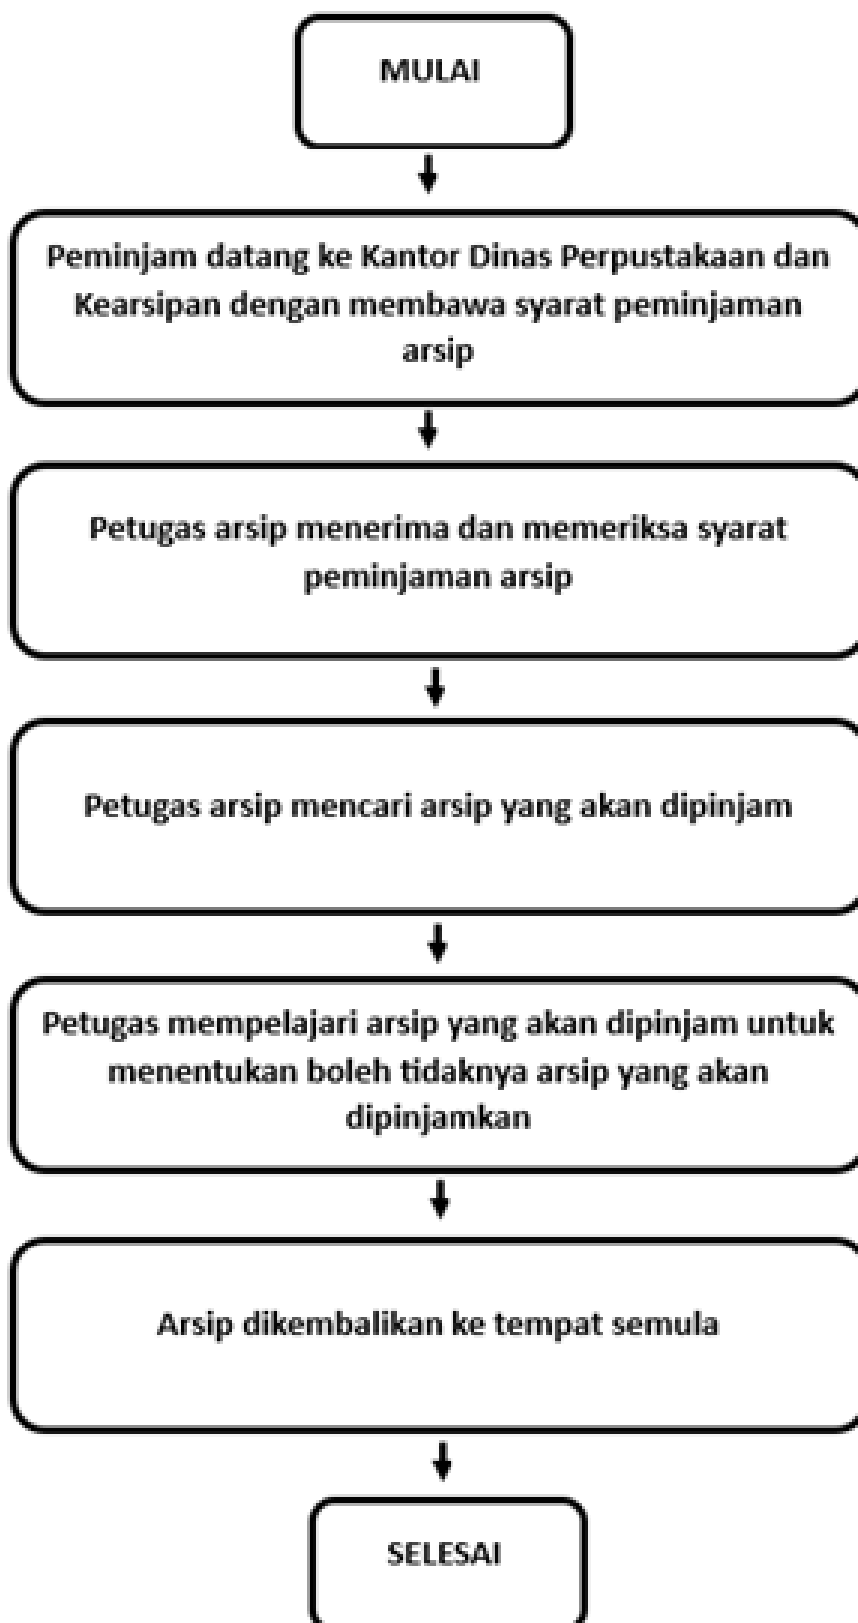 MULAI
Peminjam datang ke Kantor Dinas Perpustakaan dan
Kearsipan dengan membawa syarat peminjaman
arsip
Petugas arsip menerima dan memeriksa syarat
peminjaman arsip
Petugas arsip mencari arsip yang akan dipinjam
Petugas mempelajari arsip yang akan dipinjam untuk
menentukan boleh tidaknya arsip yang akan
dipinjamkan
Arsip dikembalikan ke tempat semula
SELESAI